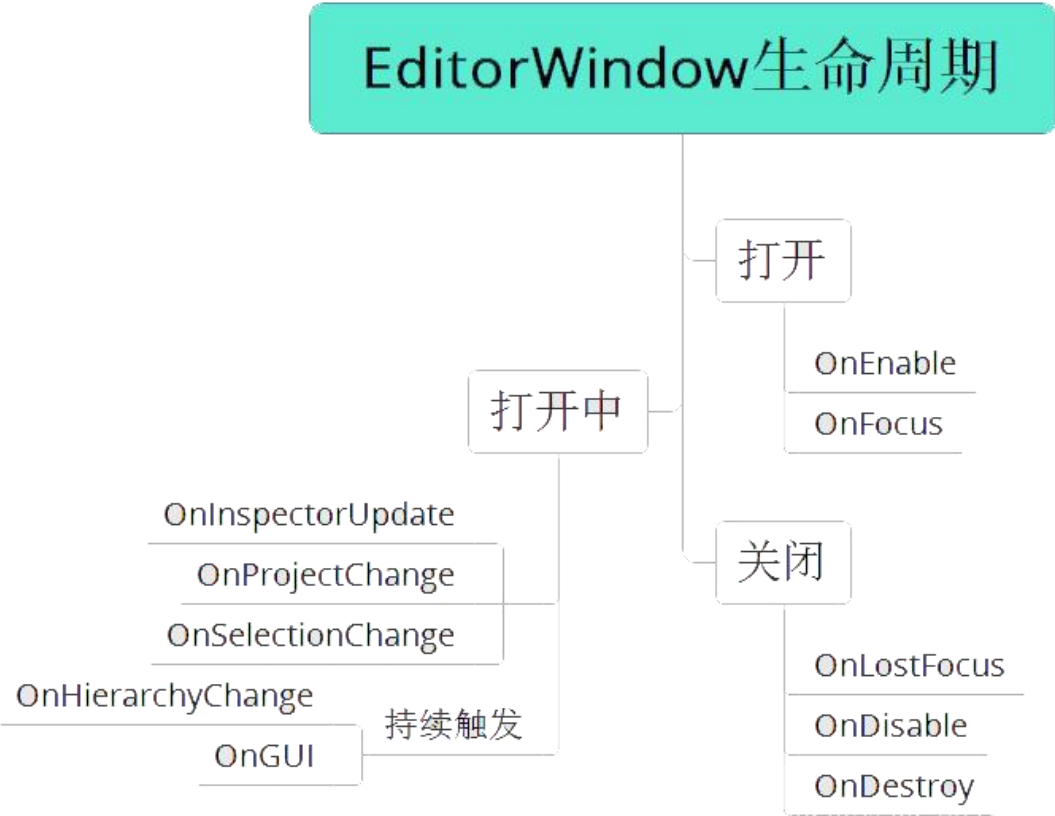 EditorWindow生命周期
打开
OnEnable
OnFocus
打开中
OnInspectorUpdate
OnProjectChange
OnSelectionChange
OnHierarchyChange
持续触发
OnGUI
关闭
OnLostFocus
OnDisable
OnDestroy